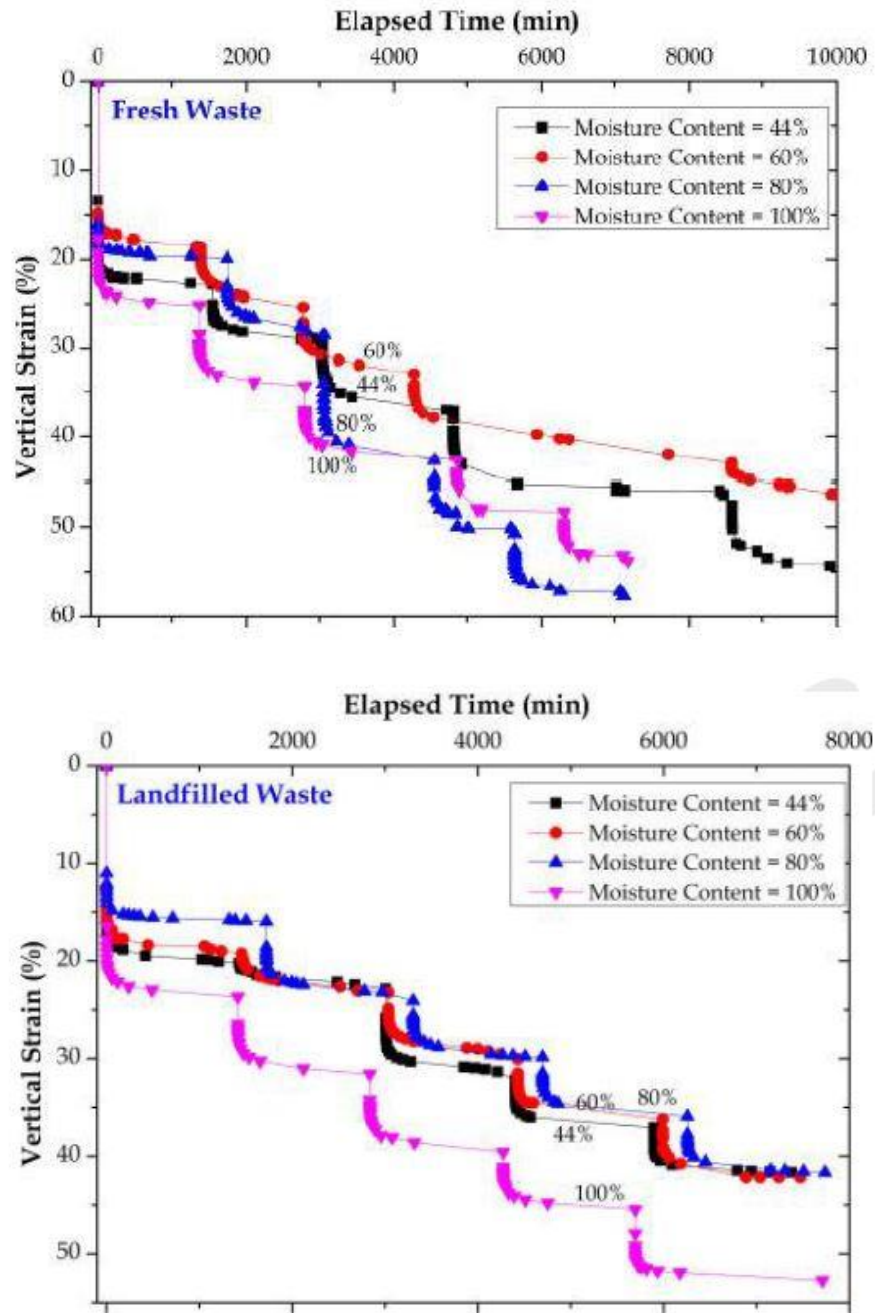 Elapsed Time (min)
0 2000 4000 6000 8000 10000
Vertical Strain (%)
0
10
20
30
40
50
60
Fresh Waste
Moisture Content = 44%
Moisture Content = 60%
Moisture Content = 80%
Moisture Content = 100%
60%
44%
80%
100%
Elapsed Time (min)
0 2000 4000 6000 8000
Vertical Strain (%)
0
10
20
30
40
50
Landfilled Waste
Moisture Content = 44%
Moisture Content = 60%
Moisture Content = 80%
Moisture Content = 100%
60% 80%
44%
100%